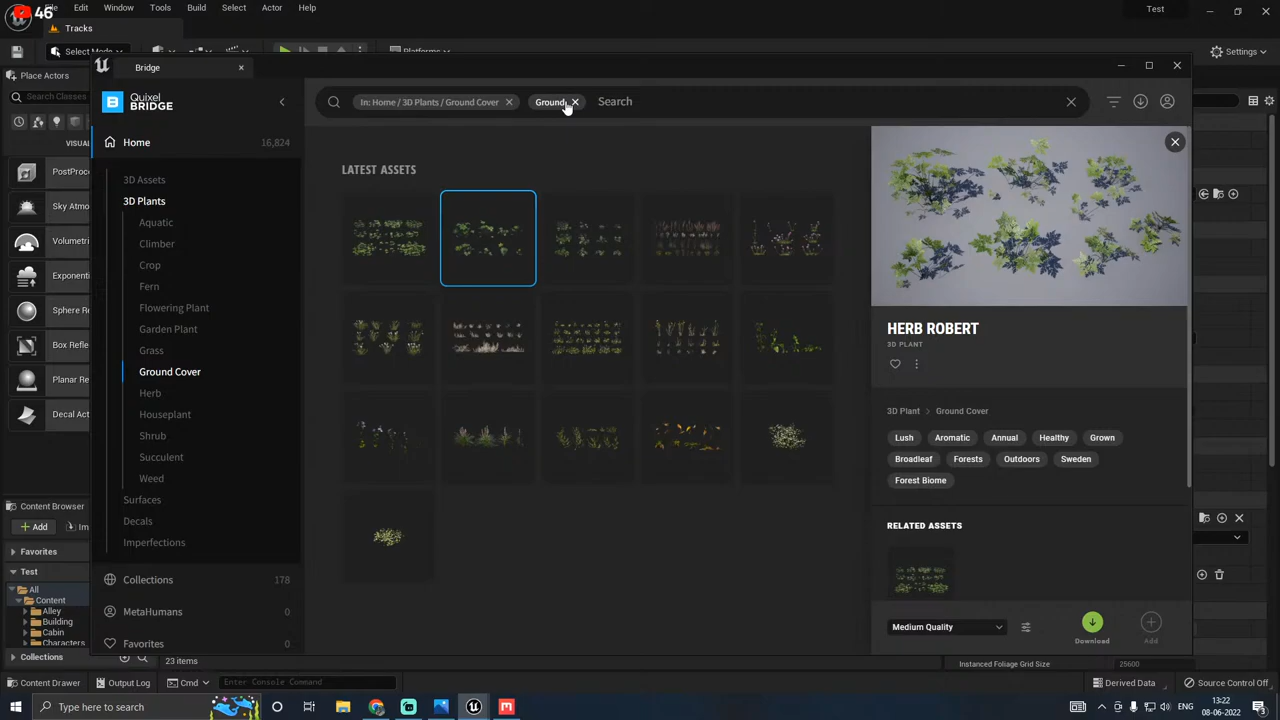 46
Edit Window Tools Build Select Actor Help
Test
Tracks
Select Mode
Platforms
Settings
Place Actors
Search Classes
VISUAL
PostProc
Sky Atmo
Volumetri
Exponenti
Sphere Re
Box Refle
Planar Re
Decal Act
Content Browser
Add
Im
Favorites
Test
All
Content
Alley
Building
Cabin
Characters
Collections
23 items
Content Drawer
Output Log
Cmd
Enter Console Command
Instanced Foliage Grid Size
25600
Derived Data
Source Control Off
Bridge
Quixel
BRIDGE
Home
16,824
3D Assets
3D Plants
Aquatic
Climber
Crop
Fern
Flowering Plant
Garden Plant
Grass
Ground Cover
Herb
Houseplant
Shrub
Succulent
Weed
Surfaces
Decals
Imperfections
Collections
178
MetaHumans
0
Favorites
0
In: Home / 3D Plants / Ground Cover
Ground
Search
LATEST ASSETS
HERB ROBERT
3D PLANT
3D Plant > Ground Cover
Lush Aromatic Annual Healthy Grown
Broadleaf Forests Outdoors Sweden
Forest Biome
RELATED ASSETS
Medium Quality
Download
Add
Type here to search
ENG
13:22
08-06-2022